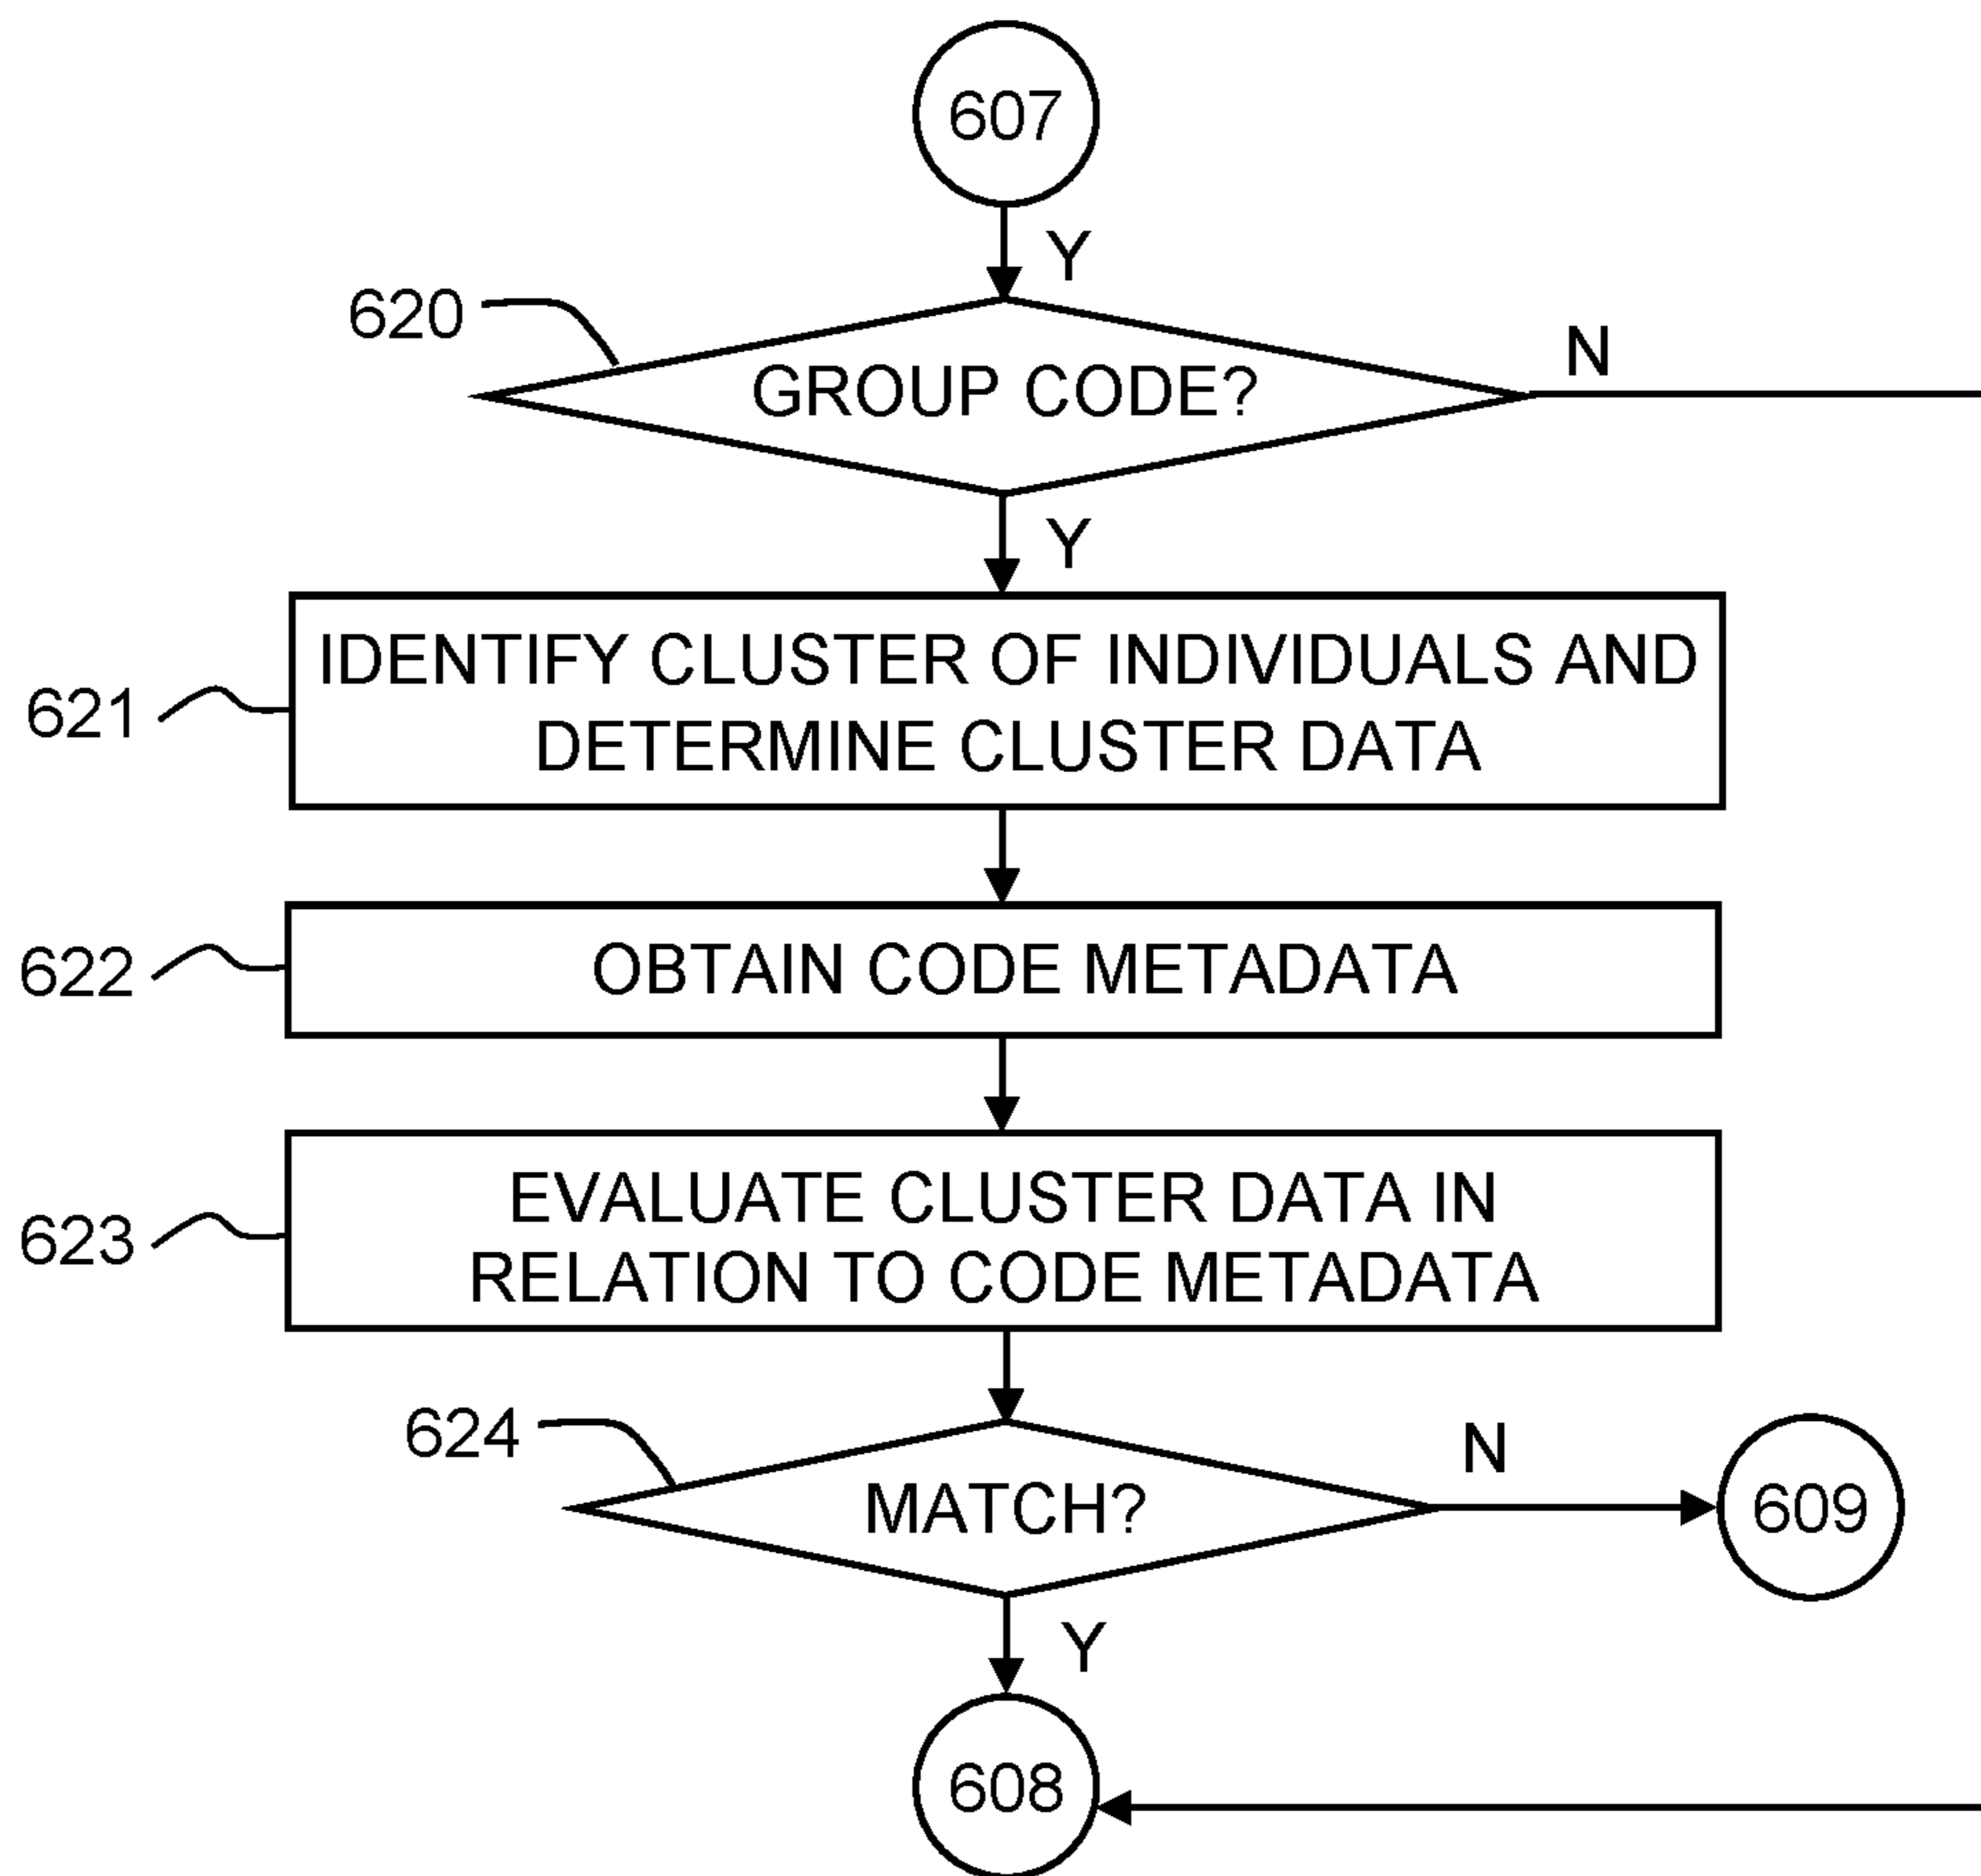 607
Y
620
GROUP CODE?
N
Y
621
IDENTIFY CLUSTER OF INDIVIDUALS AND
DETERMINE CLUSTER DATA
622
OBTAIN CODE METADATA
623
EVALUATE CLUSTER DATA IN
RELATION TO CODE METADATA
624
MATCH?
N
609
Y
608